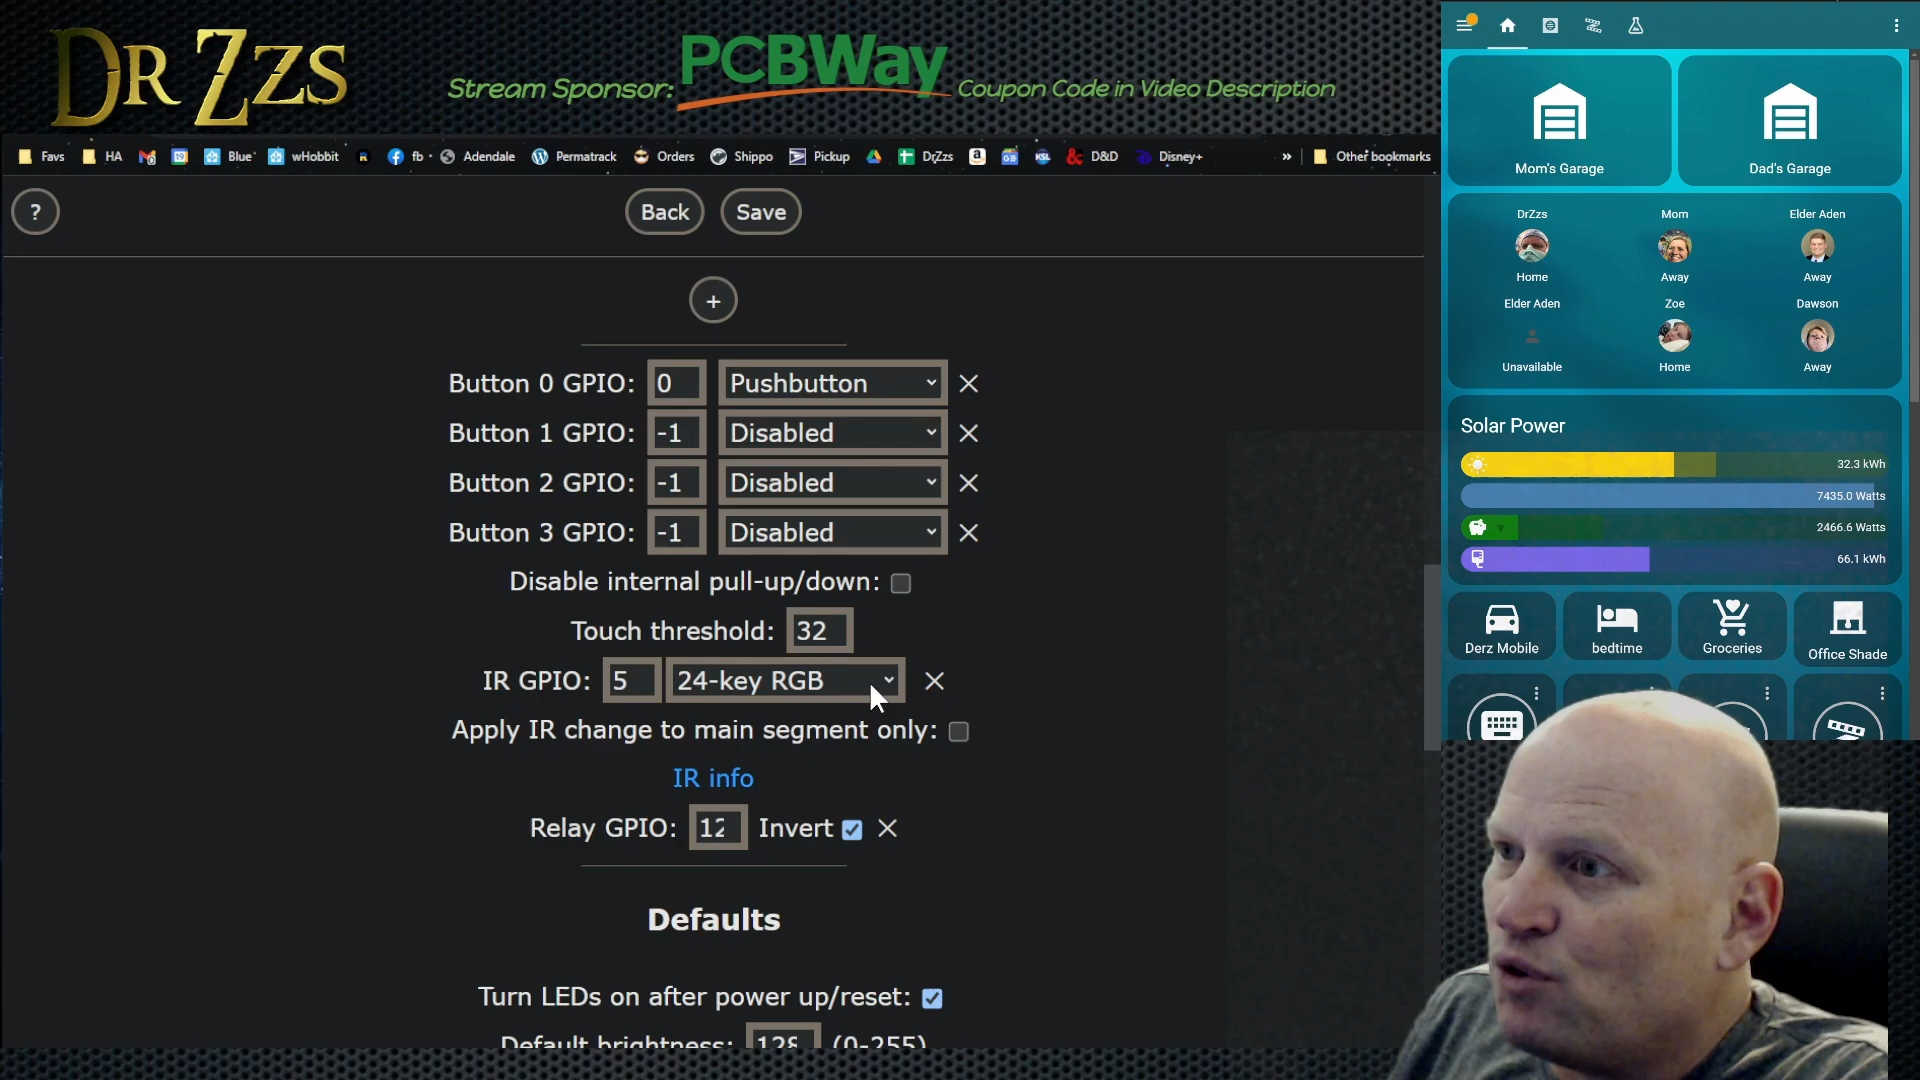 DR ZZS
Stream Sponsor: PCBWay Coupon Code in Video Description
Favs HA Blue wHobbit fb Adendale Permatrack Orders Shippo Pickup DrZzs D&D Disney+ » Other bookmarks
? Back Save
+
Button 0 GPIO: 0 Pushbutton
Button 1 GPIO: -1 Disabled
Button 2 GPIO: -1 Disabled
Button 3 GPIO: -1 Disabled
Disable internal pull-up/down:
Touch threshold: 32
IR GPIO: 5 24-key RGB
Apply IR change to main segment only:
IR info
Relay GPIO: 12 Invert
Defaults
Turn LEDs on after power up/reset:
Default brightness: 128 (0-255)
Mom's Garage Dad's Garage
DrZzs Mom Elder Aden
Home Away Away
Elder Aden Zoe Dawson
Unavailable Home Away
Solar Power
32.3 kWh
7435.0 Watts
2466.6 Watts
66.1 kWh
Derz Mobile bedtime Groceries Office Shade